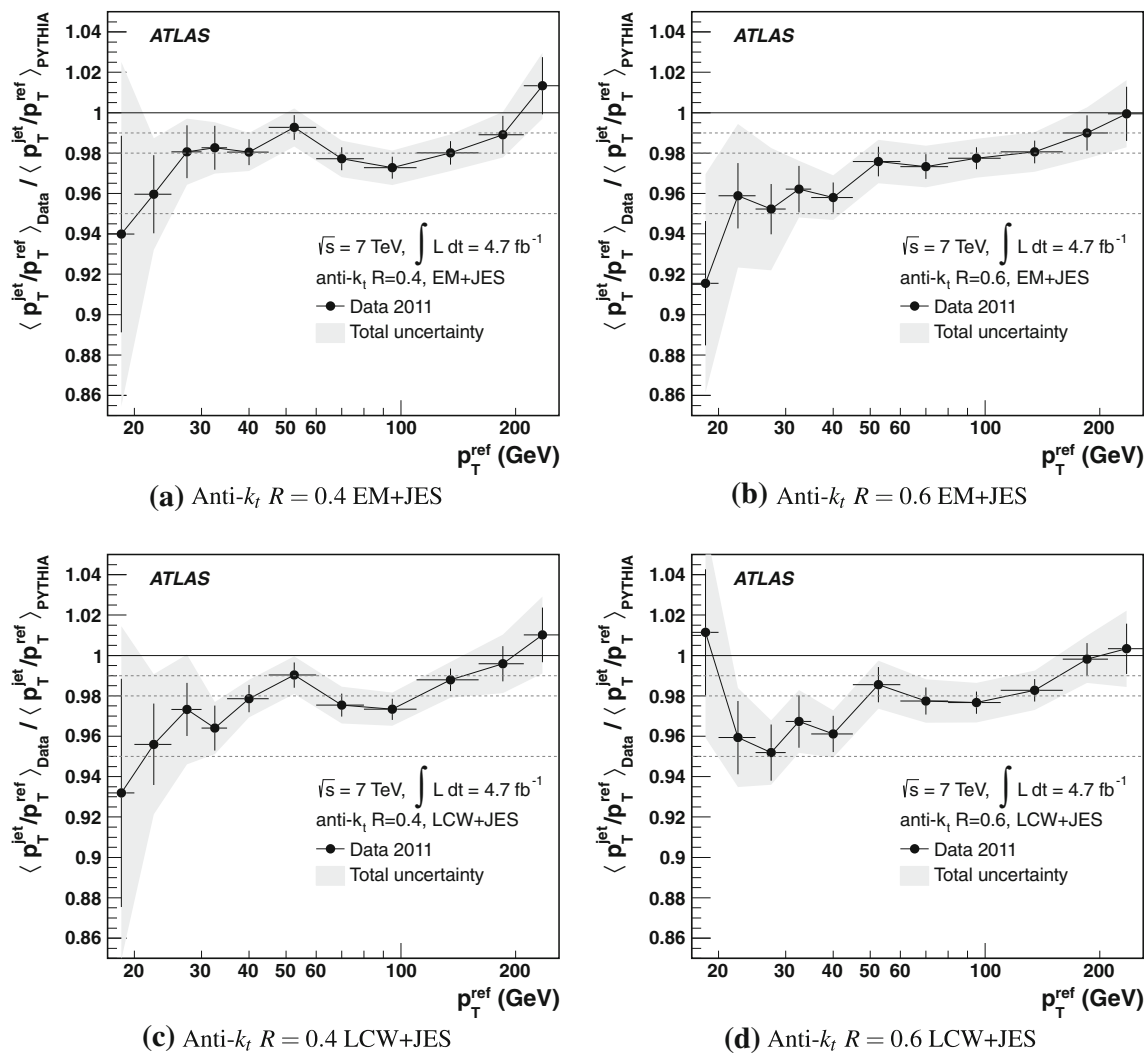 1.04
1.02
1
0.98
0.96
0.94
0.92
0.9
0.88
0.86
⟨ p_T^jet/p_T^ref ⟩_Data / ⟨ p_T^jet/p_T^ref ⟩_PYTHIA
ATLAS
√s = 7 TeV, ∫ L dt = 4.7 fb⁻¹
anti-k_t R=0.4, EM+JES
Data 2011
Total uncertainty
20 30 40 50 60 100 200
p_T^ref (GeV)
(a) Anti-k_t R = 0.4 EM+JES
1.04
1.02
1
0.98
0.96
0.94
0.92
0.9
0.88
0.86
⟨ p_T^jet/p_T^ref ⟩_Data / ⟨ p_T^jet/p_T^ref ⟩_PYTHIA
ATLAS
√s = 7 TeV, ∫ L dt = 4.7 fb⁻¹
anti-k_t R=0.6, EM+JES
Data 2011
Total uncertainty
20 30 40 50 60 100 200
p_T^ref (GeV)
(b) Anti-k_t R = 0.6 EM+JES
1.04
1.02
1
0.98
0.96
0.94
0.92
0.9
0.88
0.86
⟨ p_T^jet/p_T^ref ⟩_Data / ⟨ p_T^jet/p_T^ref ⟩_PYTHIA
ATLAS
√s = 7 TeV, ∫ L dt = 4.7 fb⁻¹
anti-k_t R=0.4, LCW+JES
Data 2011
Total uncertainty
20 30 40 50 60 100 200
p_T^ref (GeV)
(c) Anti-k_t R = 0.4 LCW+JES
1.04
1.02
1
0.98
0.96
0.94
0.92
0.9
0.88
0.86
⟨ p_T^jet/p_T^ref ⟩_Data / ⟨ p_T^jet/p_T^ref ⟩_PYTHIA
ATLAS
√s = 7 TeV, ∫ L dt = 4.7 fb⁻¹
anti-k_t R=0.6, LCW+JES
Data 2011
Total uncertainty
20 30 40 50 60 100 200
p_T^ref (GeV)
(d) Anti-k_t R = 0.6 LCW+JES